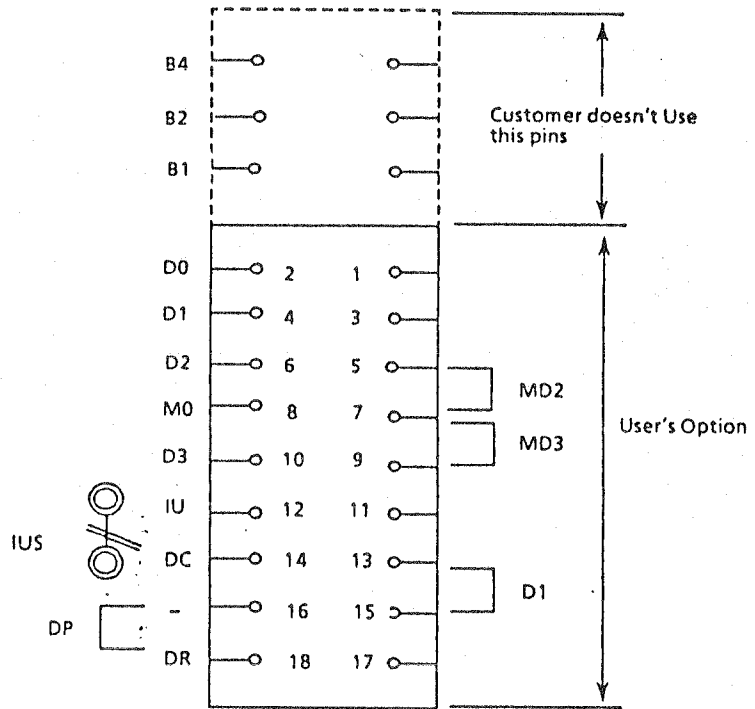 B4
B2
Customer doesn't Use
this pins
B1
D0 2 1
D1 4 3
D2 6 5
MD2
M0 8 7
User's Option
MD3
D3 10 9
IU 12 11
IUS
DC 14 13
D1
– 16 15
DP
DR 18 17